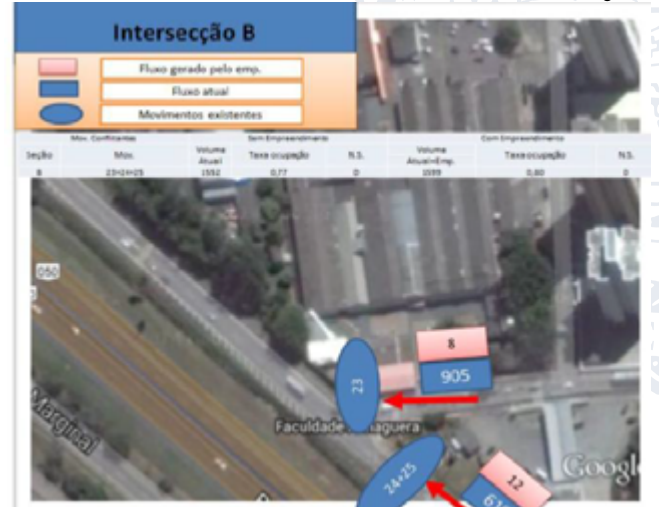 Intersecção B
Fluxo gerado pelo emp.
Fluxo atual
Movimentos existentes
Mov. Conflitantes Sem Empreendimento Com Empreendimento
Seção Mov. Volume Atual Taxa ocupação N.S. Volume Atual+Emp. Taxa ocupação N.S.
B 23+24+25 1552 0,77 D 1599 0,80 D
050
8
23
905
Marginal
Faculdade
24+25
12
Google